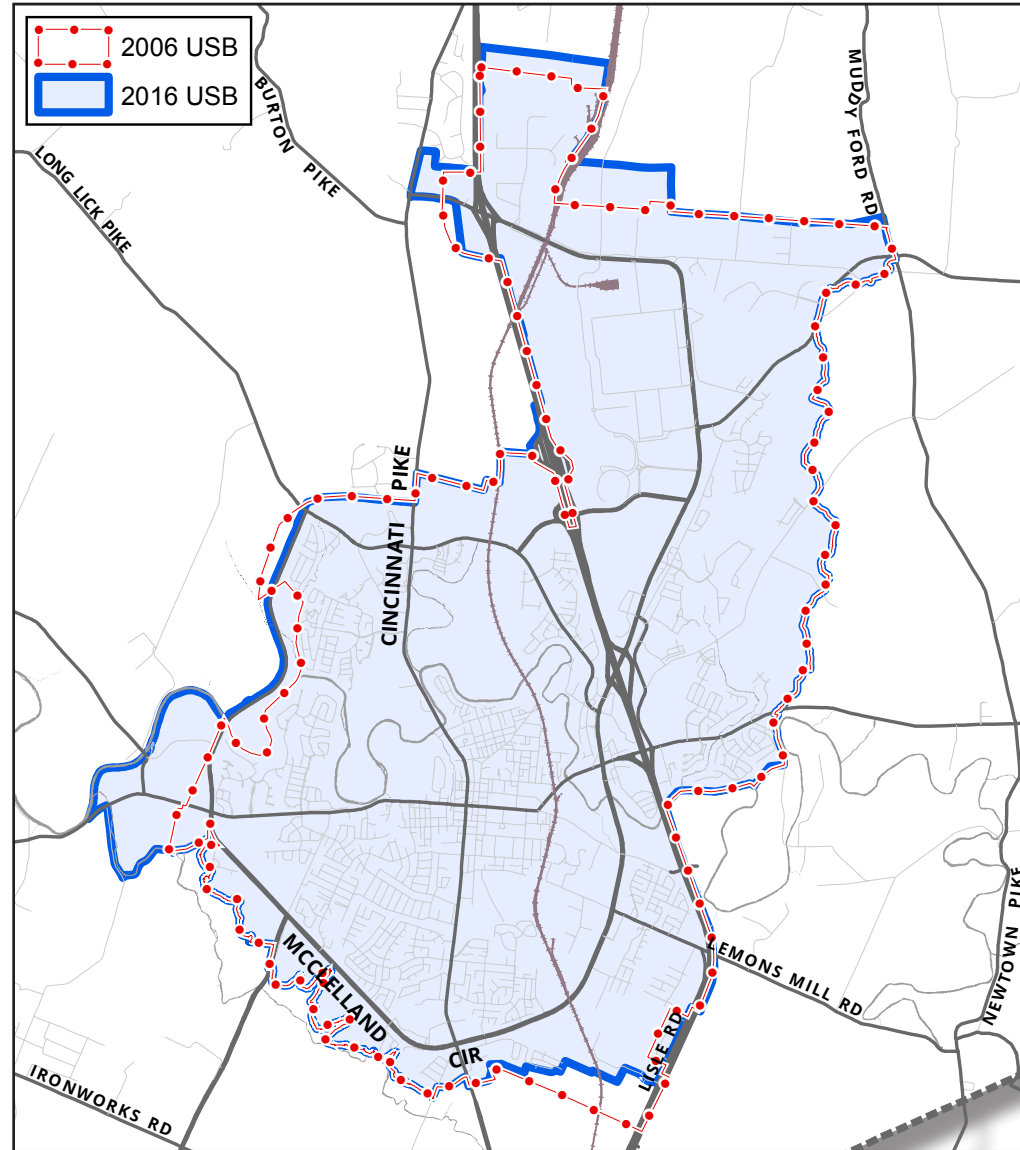 2006 USB
2016 USB
BURTON PIKE
MUDDY FORD RD
LONG LICK PIKE
CINCINNATI PIKE
MCCLELLAND CIR
LISLE RD
LEMONS MILL RD
NEWTOWN PIKE
IRONWORKS RD